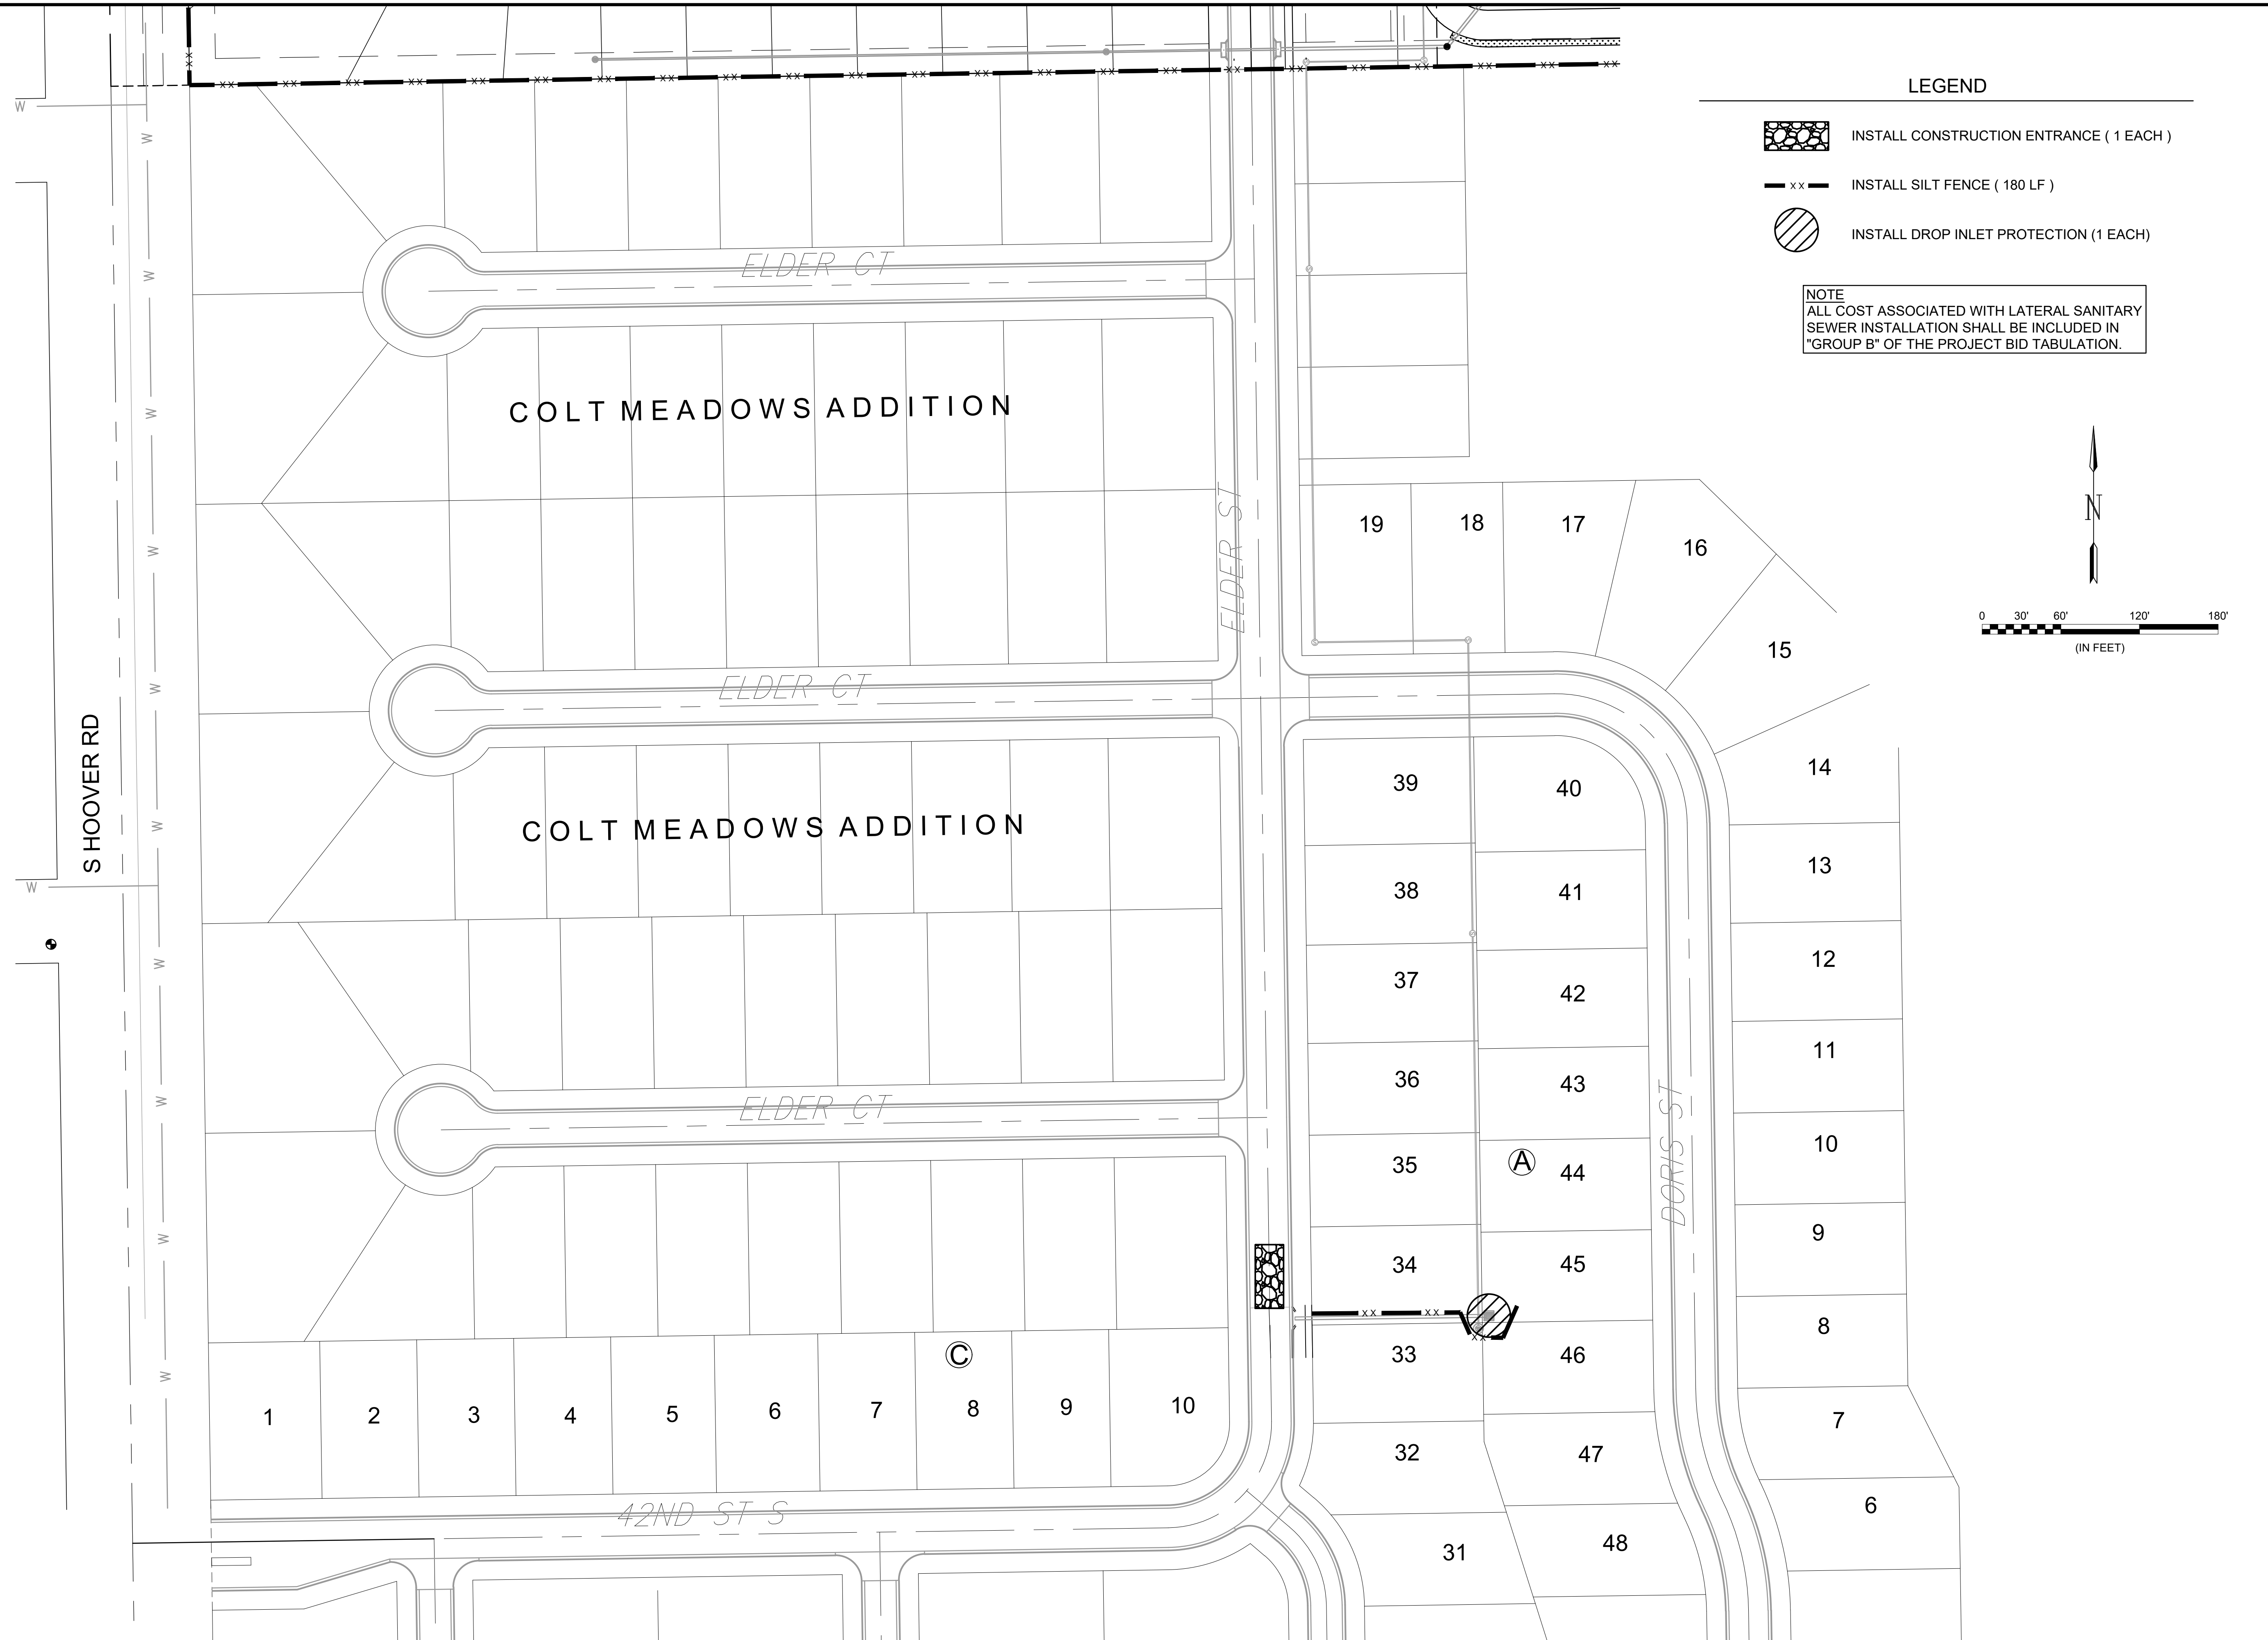 LEGEND
INSTALL CONSTRUCTION ENTRANCE ( 1 EACH )
X X INSTALL SILT FENCE ( 180 LF )
INSTALL DROP INLET PROTECTION (1 EACH)
NOTE
ALL COST ASSOCIATED WITH LATERAL SANITARY
SEWER INSTALLATION SHALL BE INCLUDED IN
"GROUP B" OF THE PROJECT BID TABULATION.
N
0 30' 60' 120' 180'
(IN FEET)
ELDER CT
COLT MEADOWS ADDITION
ELDER ST
19 18 17
16
15
ELDER CT
S HOOVER RD
14
39 40
COLT MEADOWS ADDITION
13
38 41
12
37 42
11
36 43
ELDER CT
DORIS ST
10
35 A 44
9
34 45
8
33 46
C
1 2 3 4 5 6 7 8 9 10
7
32 47
6
42ND ST S
31 48
W
W
W
W
W
W
W
W
W
W
W
W